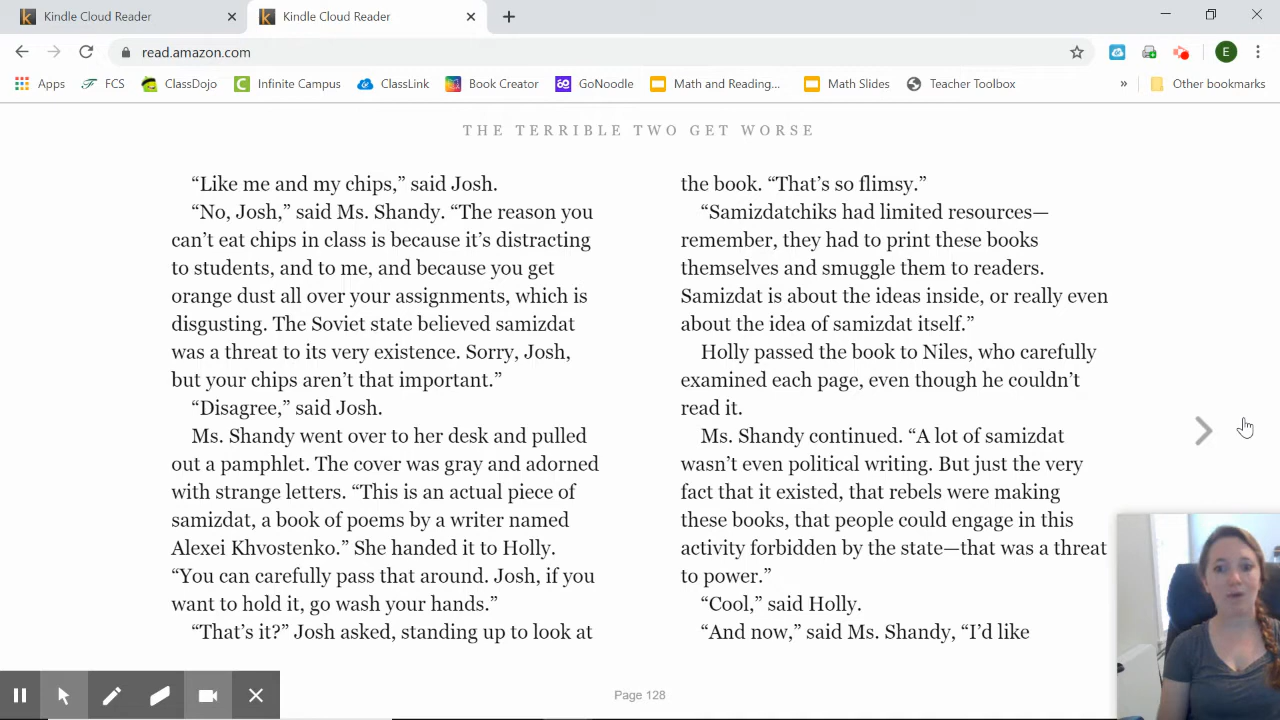 Kindle Cloud Reader
Kindle Cloud Reader
read.amazon.com
E
Apps
FCS
ClassDojo
Infinite Campus
ClassLink
Book Creator
GoNoodle
Math and Reading...
Math Slides
Teacher Toolbox
»
Other bookmarks
THE TERRIBLE TWO GET WORSE
“Like me and my chips,” said Josh.
“No, Josh,” said Ms. Shandy. “The reason you
can’t eat chips in class is because it’s distracting
to students, and to me, and because you get
orange dust all over your assignments, which is
disgusting. The Soviet state believed samizdat
was a threat to its very existence. Sorry, Josh,
but your chips aren’t that important.”
“Disagree,” said Josh.
Ms. Shandy went over to her desk and pulled
out a pamphlet. The cover was gray and adorned
with strange letters. “This is an actual piece of
samizdat, a book of poems by a writer named
Alexei Khvostenko.” She handed it to Holly.
“You can carefully pass that around. Josh, if you
want to hold it, go wash your hands.”
“That’s it?” Josh asked, standing up to look at
the book. “That’s so flimsy.”
“Samizdatchiks had limited resources—
remember, they had to print these books
themselves and smuggle them to readers.
Samizdat is about the ideas inside, or really even
about the idea of samizdat itself.”
Holly passed the book to Niles, who carefully
examined each page, even though he couldn’t
read it.
Ms. Shandy continued. “A lot of samizdat
wasn’t even political writing. But just the very
fact that it existed, that rebels were making
these books, that people could engage in this
activity forbidden by the state—that was a threat
to power.”
“Cool,” said Holly.
“And now,” said Ms. Shandy, “I’d like
Page 128